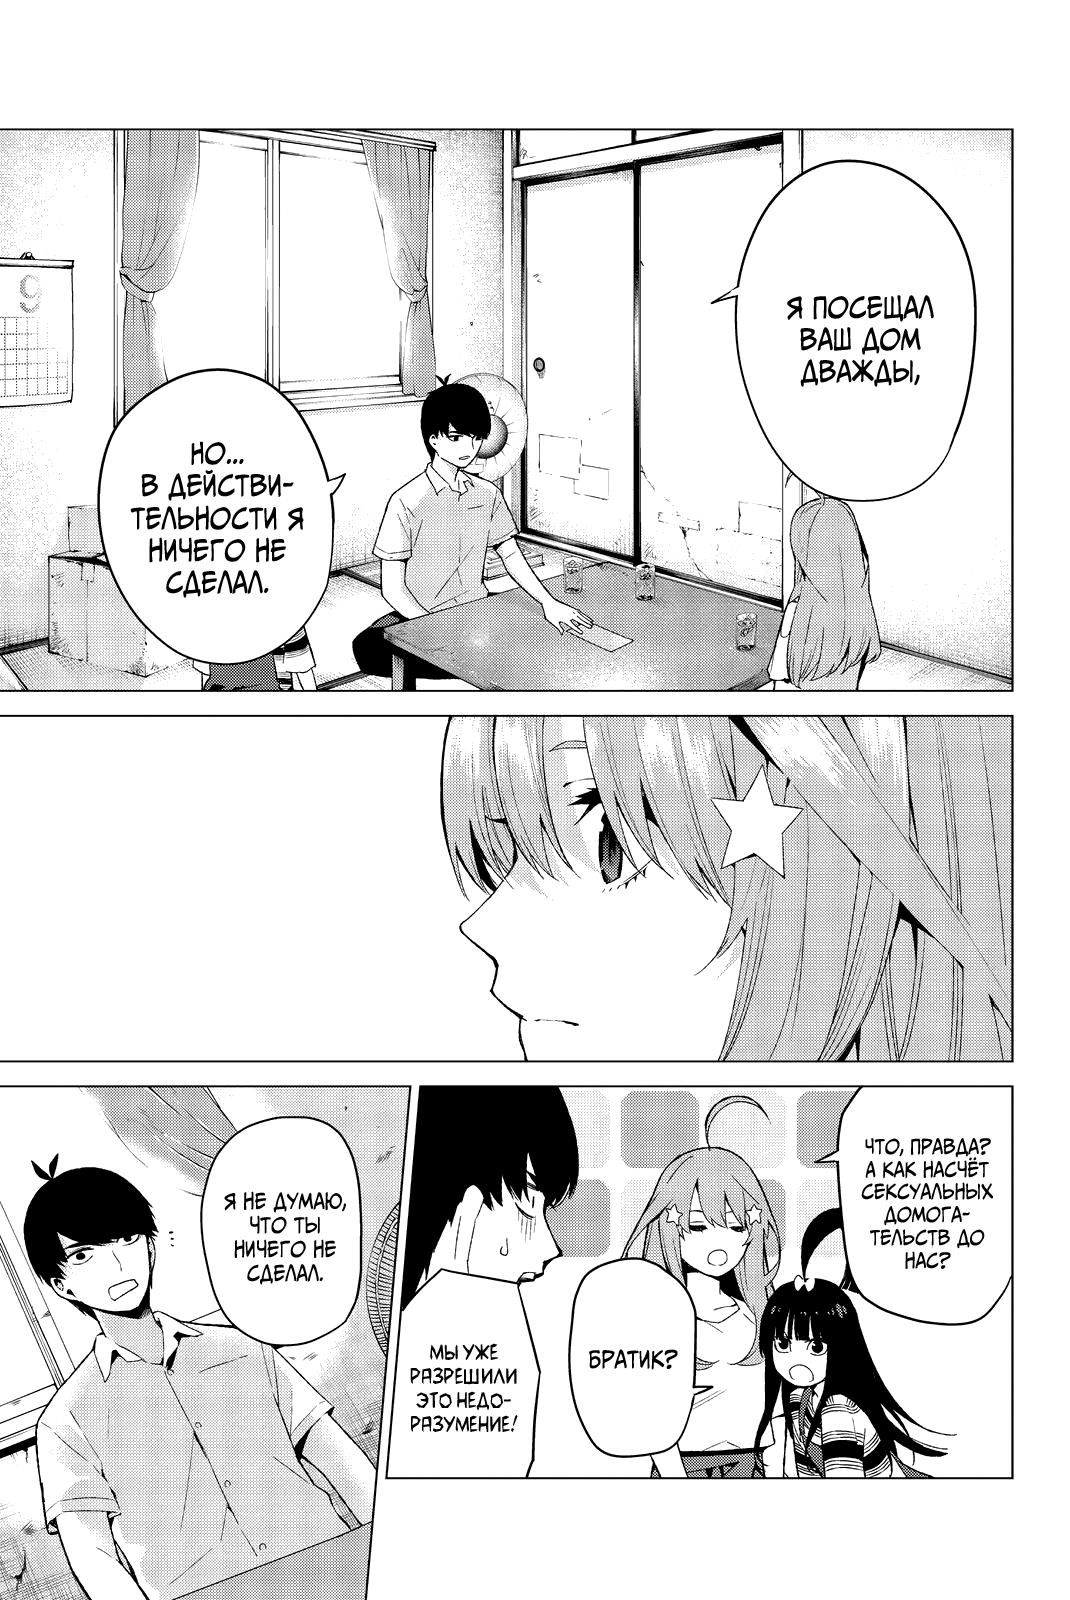 Я ПОСЕЩАЛ
ВАШ ДОМ
ДВАЖДЫ,
9
НО...
В ДЕЙСТВИ-
ТЕЛЬНОСТИ Я
НИЧЕГО НЕ
СДЕЛАЛ.
ЧТО, ПРАВДА?
А КАК НАСЧЁТ
СЕКСУАЛЬНЫХ
ДОМОГА-
ТЕЛЬСТВ ДО
НАС?
БРАТИК?
МЫ УЖЕ
РАЗРЕШИЛИ
ЭТО НЕДО-
РАЗУМЕНИЕ!
Я НЕ ДУМАЮ,
ЧТО ТЫ
НИЧЕГО НЕ
СДЕЛАЛ.